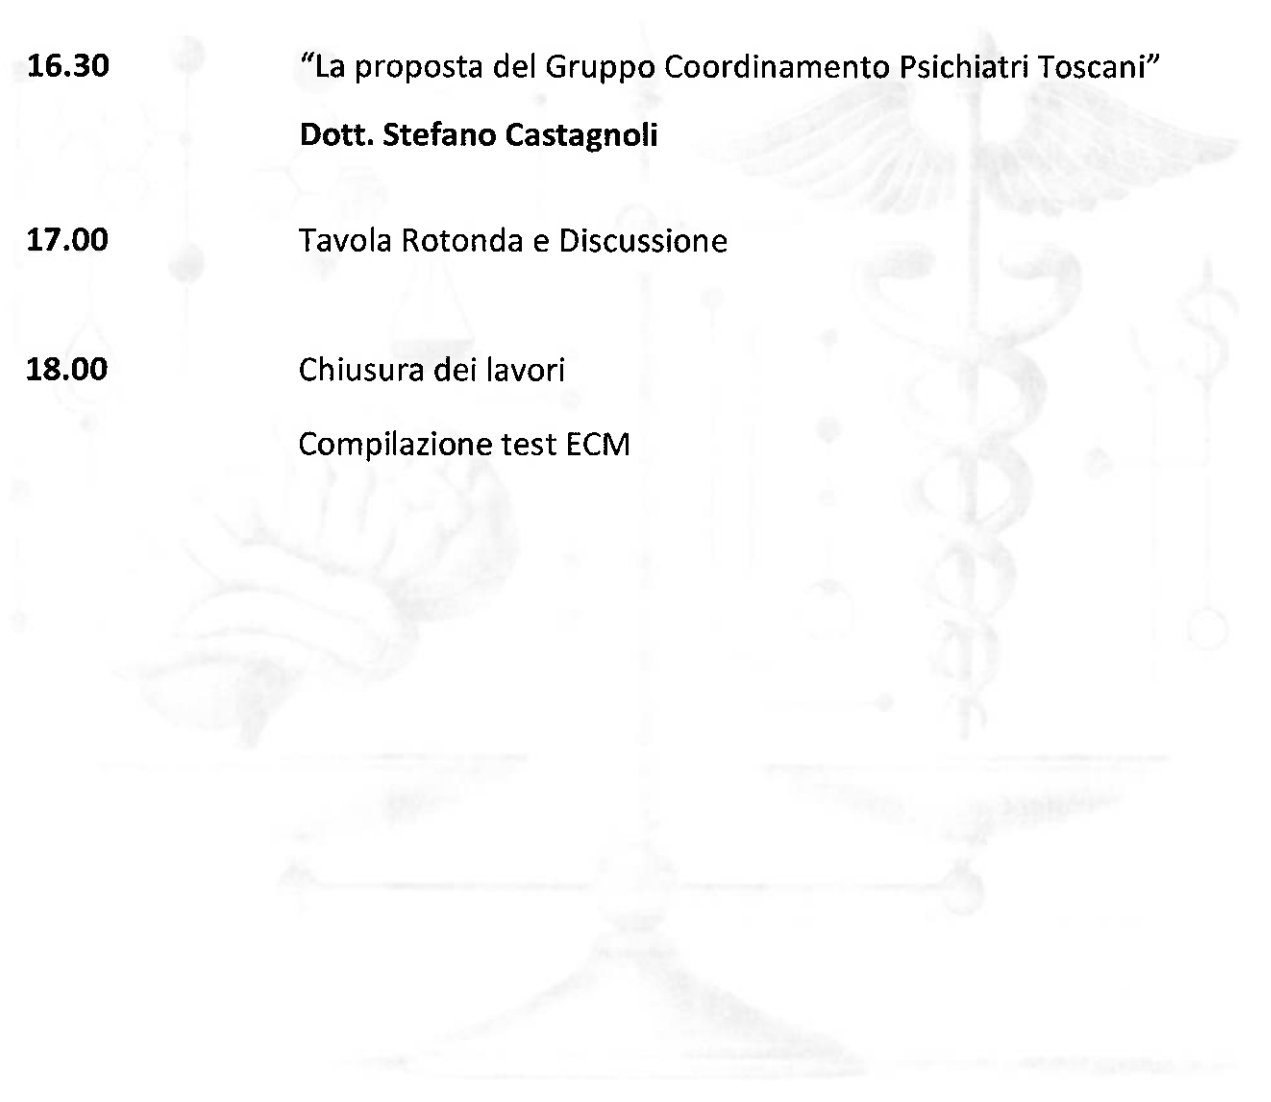 16.30 “La proposta del Gruppo Coordinamento Psichiatri Toscani”
Dott. Stefano Castagnoli
17.00 Tavola Rotonda e Discussione
18.00 Chiusura dei lavori
Compilazione test ECM